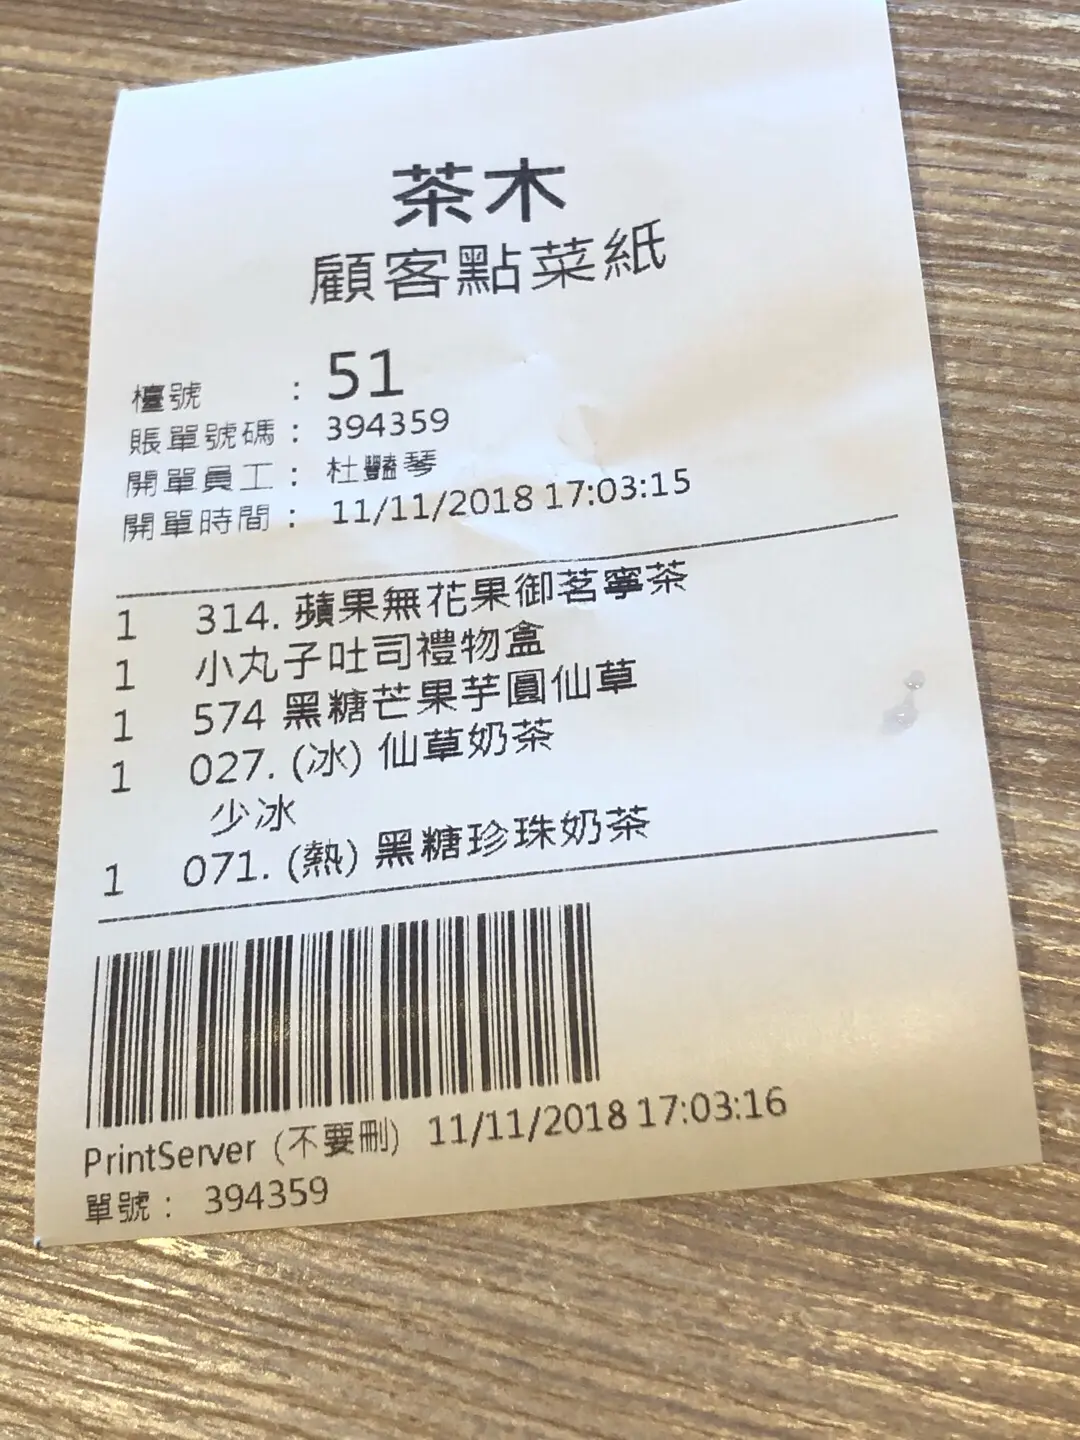 茶木
顧客點菜紙
檯號 : 51
賬單號碼 : 394359
開單員工 : 杜豔琴
開單時間 : 11/11/2018 17:03:15
1 314. 蘋果無花果御茗寧茶
1 小丸子吐司禮物盒
1 574 黑糖芒果芋圓仙草
1 027. (冰) 仙草奶茶
少冰
1 071. (熱) 黑糖珍珠奶茶
PrintServer (不要刪) 11/11/2018 17:03:16
單號 : 394359